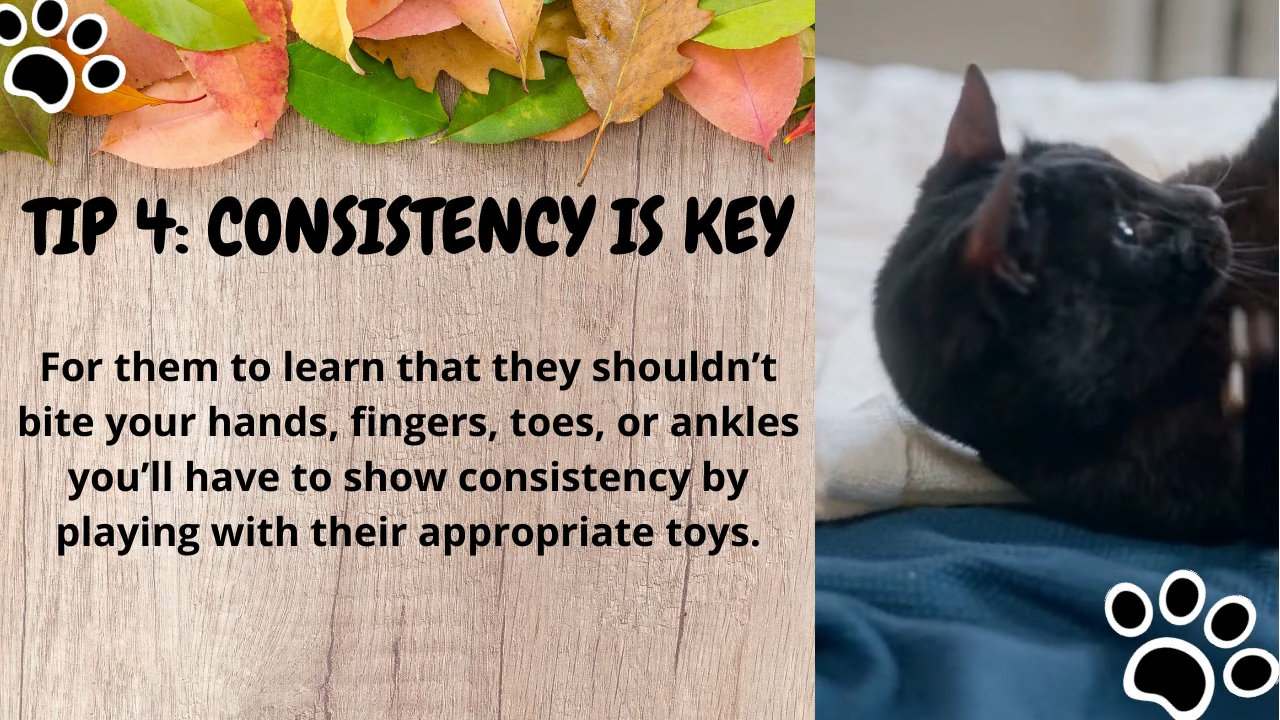 TIP 4: CONSISTENCY IS KEY
For them to learn that they shouldn’t
bite your hands, fingers, toes, or ankles
you’ll have to show consistency by
playing with their appropriate toys.